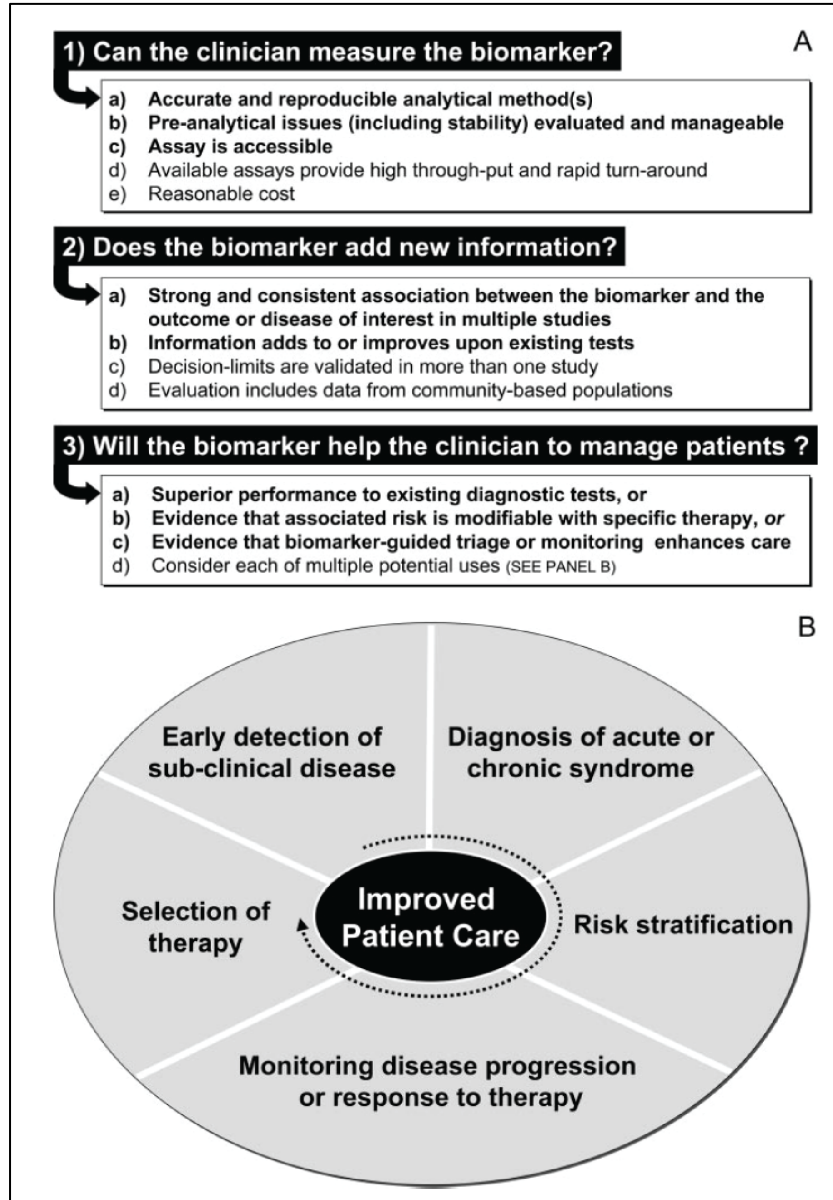 A
1) Can the clinician measure the biomarker?
a) Accurate and reproducible analytical method(s)
b) Pre-analytical issues (including stability) evaluated and manageable
c) Assay is accessible
d) Available assays provide high through-put and rapid turn-around
e) Reasonable cost
2) Does the biomarker add new information?
a) Strong and consistent association between the biomarker and the
outcome or disease of interest in multiple studies
b) Information adds to or improves upon existing tests
c) Decision-limits are validated in more than one study
d) Evaluation includes data from community-based populations
3) Will the biomarker help the clinician to manage patients ?
a) Superior performance to existing diagnostic tests, or
b) Evidence that associated risk is modifiable with specific therapy, or
c) Evidence that biomarker-guided triage or monitoring enhances care
d) Consider each of multiple potential uses (SEE PANEL B)
B
Early detection of
sub-clinical disease
Diagnosis of acute or
chronic syndrome
Selection of
therapy
Improved
Patient Care
Risk stratification
Monitoring disease progression
or response to therapy